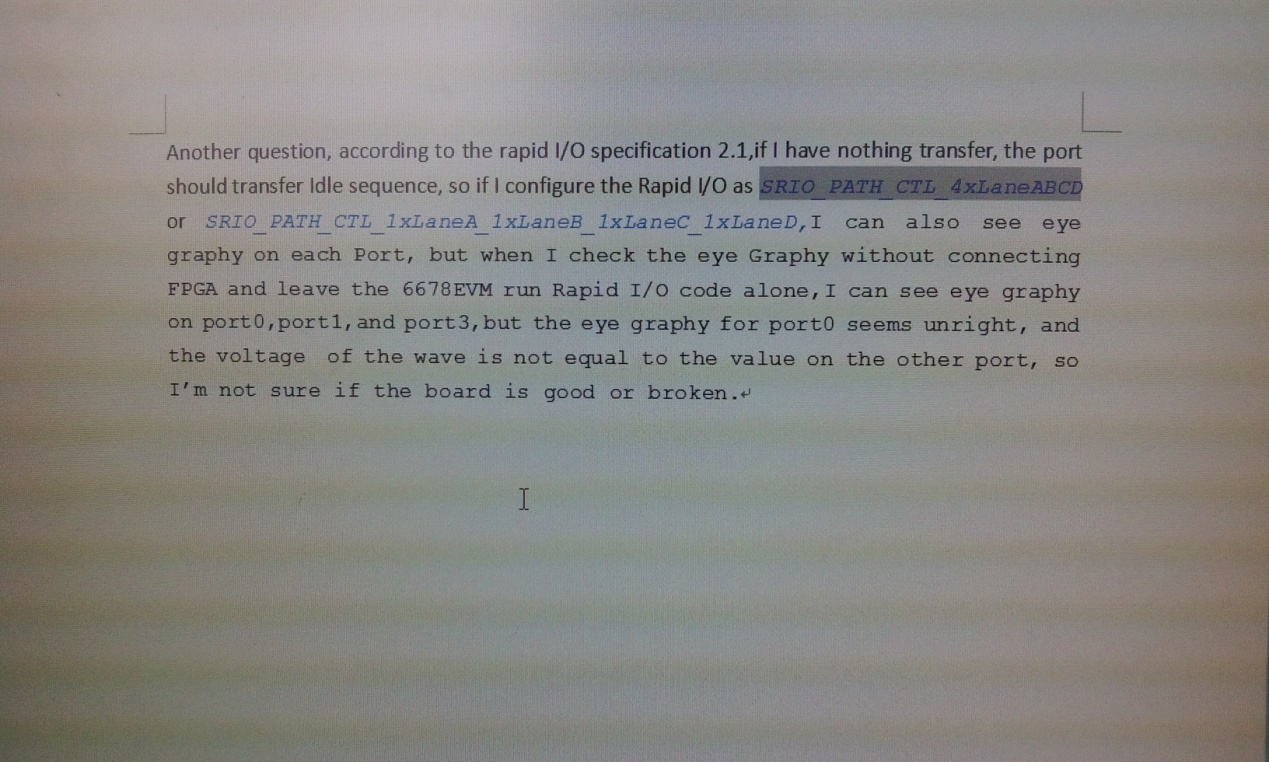 Another question, according to the rapid I/O specification 2.1,if I have nothing transfer, the port
should transfer Idle sequence, so if I configure the Rapid I/O as SRIO_PATH_CTL_4xLaneABCD
or SRIO_PATH_CTL_1xLaneA_1xLaneB_1xLaneC_1xLaneD,I can also see eye
graphy on each Port, but when I check the eye Graphy without connecting
FPGA and leave the 6678EVM run Rapid I/O code alone,I can see eye graphy
on port0,port1,and port3,but the eye graphy for port0 seems unright, and
the voltage of the wave is not equal to the value on the other port, so
I'm not sure if the board is good or broken.↵